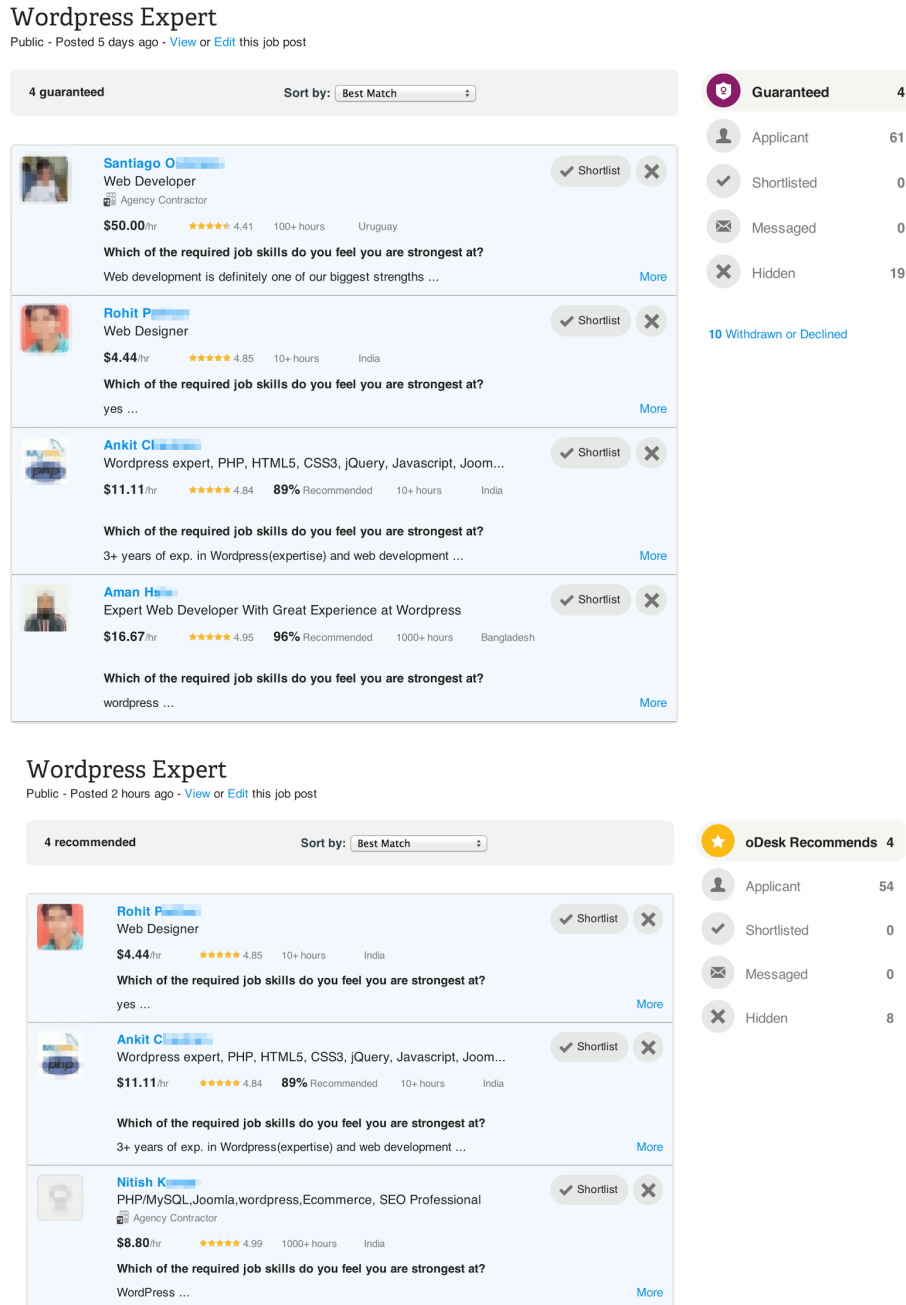 Wordpress Expert
Public - Posted 5 days ago - View or Edit this job post
4 guaranteed
Sort by: Best Match
Santiago O
Web Developer
Agency Contractor
$50.00/hr 4.41 100+ hours Uruguay
Which of the required job skills do you feel you are strongest at?
Web development is definitely one of our biggest strengths ...
More
Shortlist
Rohit P
Web Designer
$4.44/hr 4.85 10+ hours India
Which of the required job skills do you feel you are strongest at?
yes ...
More
Shortlist
Ankit C
Wordpress expert, PHP, HTML5, CSS3, jQuery, Javascript, Joom...
$11.11/hr 4.84 89% Recommended 10+ hours India
Which of the required job skills do you feel you are strongest at?
3+ years of exp. in Wordpress(expertise) and web development ...
More
Shortlist
Aman H
Expert Web Developer With Great Experience at Wordpress
$16.67/hr 4.95 96% Recommended 1000+ hours Bangladesh
Which of the required job skills do you feel you are strongest at?
wordpress ...
More
Shortlist
Guaranteed 4
Applicant 61
Shortlisted 0
Messaged 0
Hidden 19
10 Withdrawn or Declined
Wordpress Expert
Public - Posted 2 hours ago - View or Edit this job post
4 recommended
Sort by: Best Match
Rohit P
Web Designer
$4.44/hr 4.85 10+ hours India
Which of the required job skills do you feel you are strongest at?
yes ...
More
Shortlist
Ankit C
Wordpress expert, PHP, HTML5, CSS3, jQuery, Javascript, Joom...
$11.11/hr 4.84 89% Recommended 10+ hours India
Which of the required job skills do you feel you are strongest at?
3+ years of exp. in Wordpress(expertise) and web development ...
More
Shortlist
Nitish K
PHP/MySQL,Joomla,wordpress,Ecommerce, SEO Professional
Agency Contractor
$8.80/hr 4.99 1000+ hours India
Which of the required job skills do you feel you are strongest at?
WordPress ...
More
Shortlist
oDesk Recommends 4
Applicant 54
Shortlisted 0
Messaged 0
Hidden 8